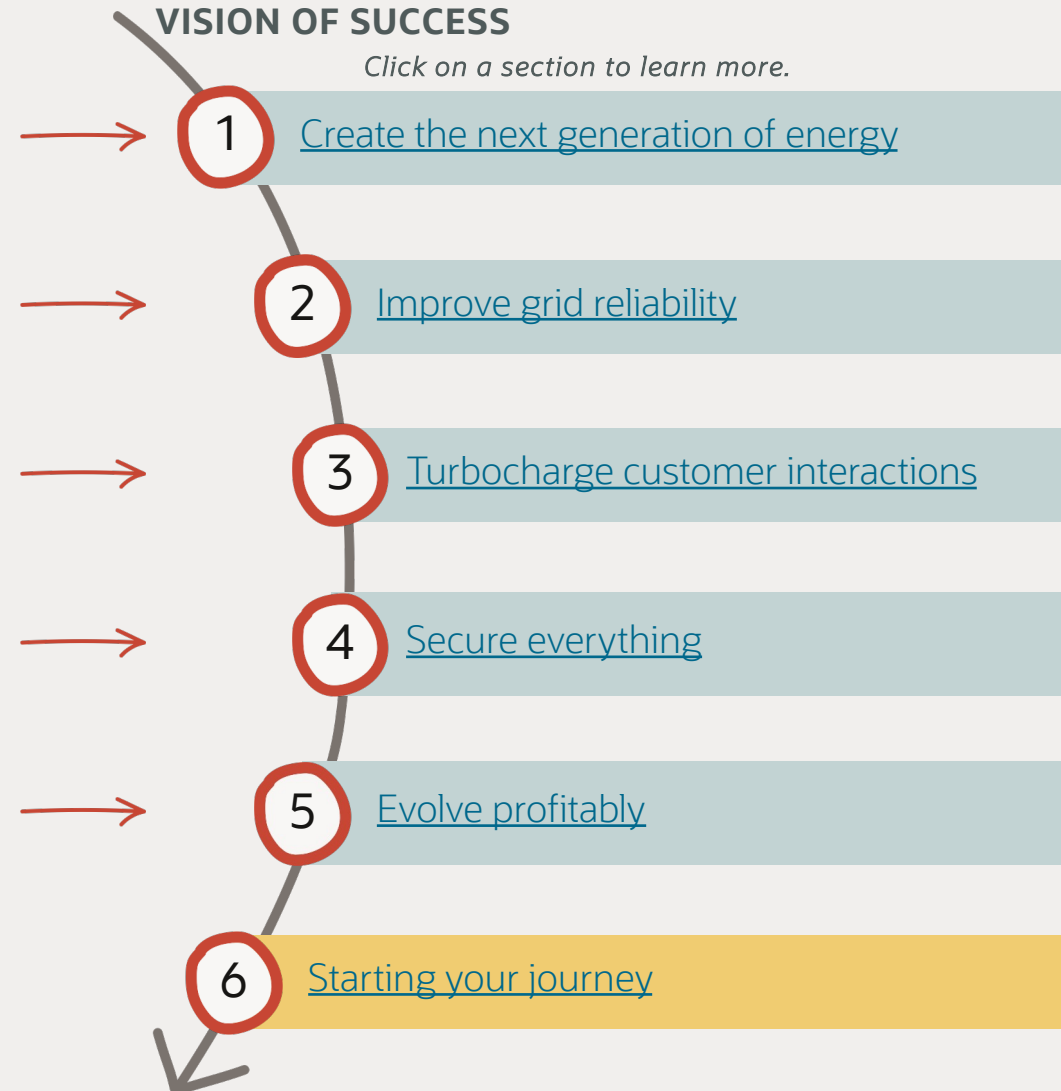 VISION OF SUCCESS
Click on a section to learn more.
1 Create the next generation of energy
2 Improve grid reliability
3 Turbocharge customer interactions
4 Secure everything
5 Evolve profitably
6 Starting your journey